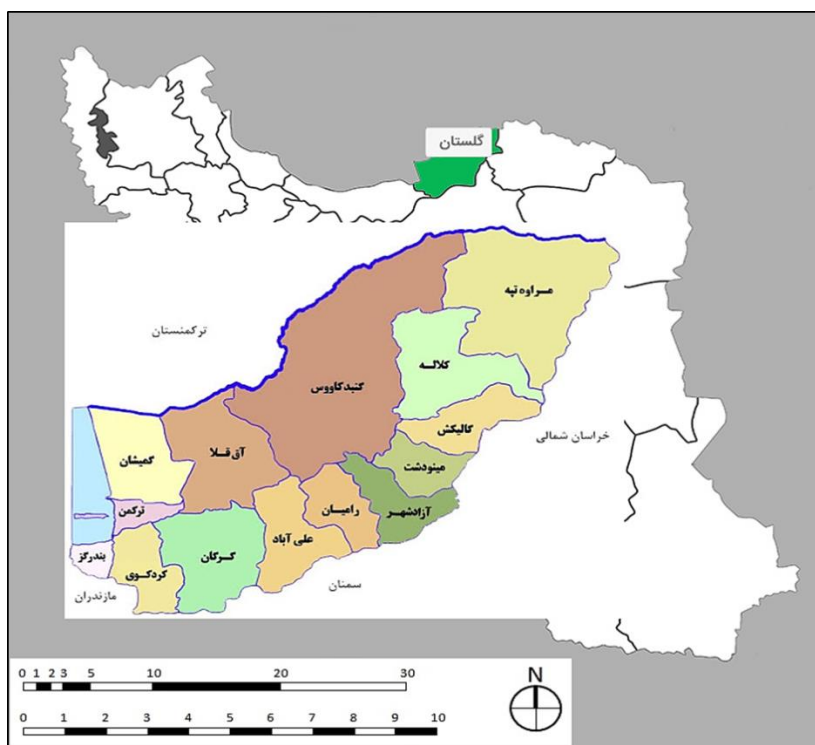 گلستان
ترکمنستان
مراوه تپه
کلاله
گنبدکاووس
گالیکش
خراسان شمالی
مینودشت
گمیشان
آق قلا
آزادشهر
رامیان
ترکمن
علی آباد
گرگان
بندرگز
کردکوی
سمنان
مازندران
0 1 2 3 5 10 20 30
N
0 1 2 3 4 5 6 7 8 9 10